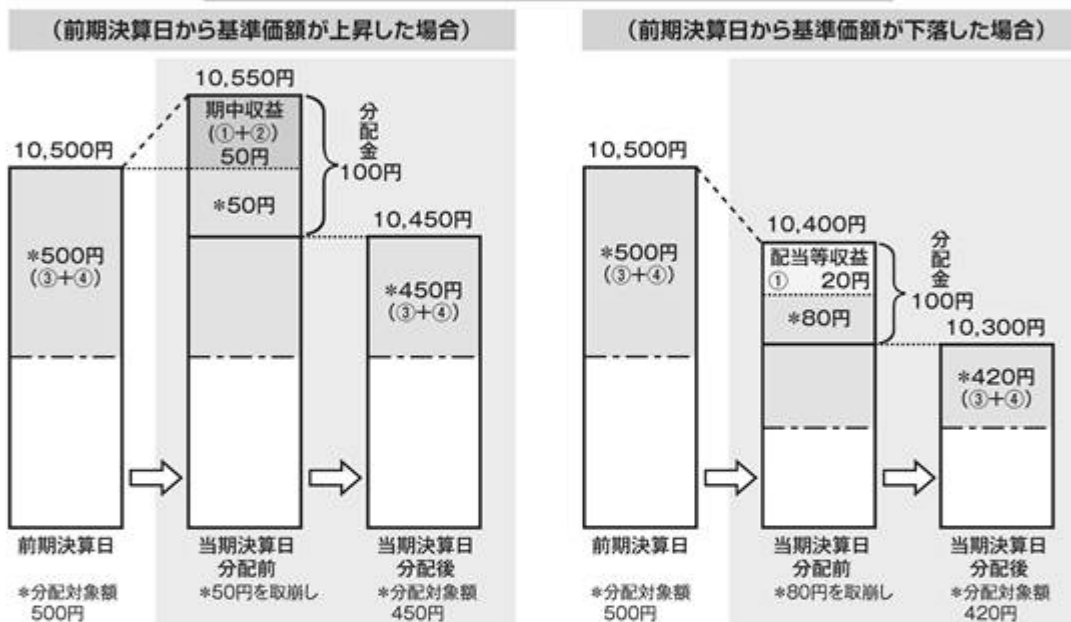 （前期決算日から基準価額が上昇した場合）
10,550円
期中収益
（①＋②）
50円
*50円
分配金
100円
10,500円
*500円
（③＋④）
10,450円
*450円
（③＋④）
前期決算日
*分配対象額
500円
当期決算日
分配前
*50円を取崩し
当期決算日
分配後
*分配対象額
450円
（前期決算日から基準価額が下落した場合）
10,500円
*500円
（③＋④）
10,400円
配当等収益
① 20円
*80円
分配金
100円
10,300円
*420円
（③＋④）
前期決算日
*分配対象額
500円
当期決算日
分配前
*80円を取崩し
当期決算日
分配後
*分配対象額
420円